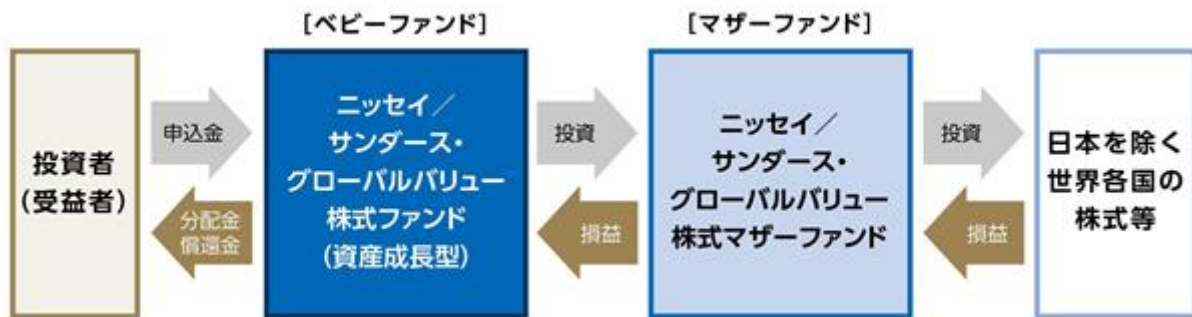 [ベビーファンド]
[マザーファンド]
投資者
(受益者)
申込金
分配金
償還金
ニッセイ／
サンダース・
グローバルバリュー
株式ファンド
(資産成長型)
投資
損益
ニッセイ／
サンダース・
グローバルバリュー
株式マザーファンド
投資
損益
日本を除く
世界各国の
株式等